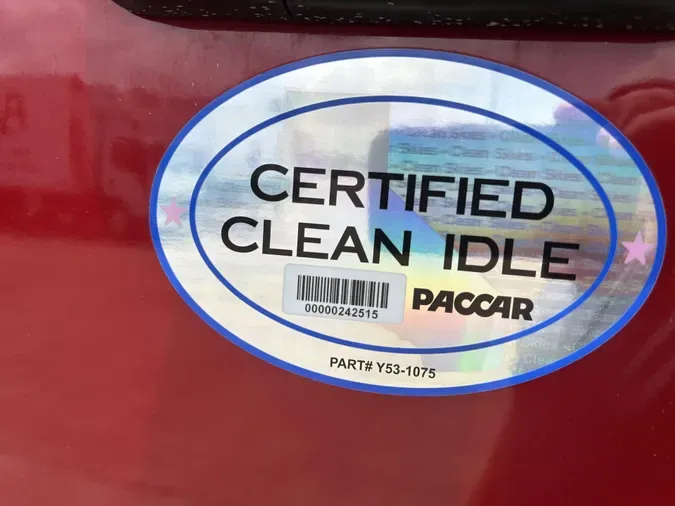 CERTIFIED
CLEAN IDLE
00000242515
PACCAR
PART# Y53-1075